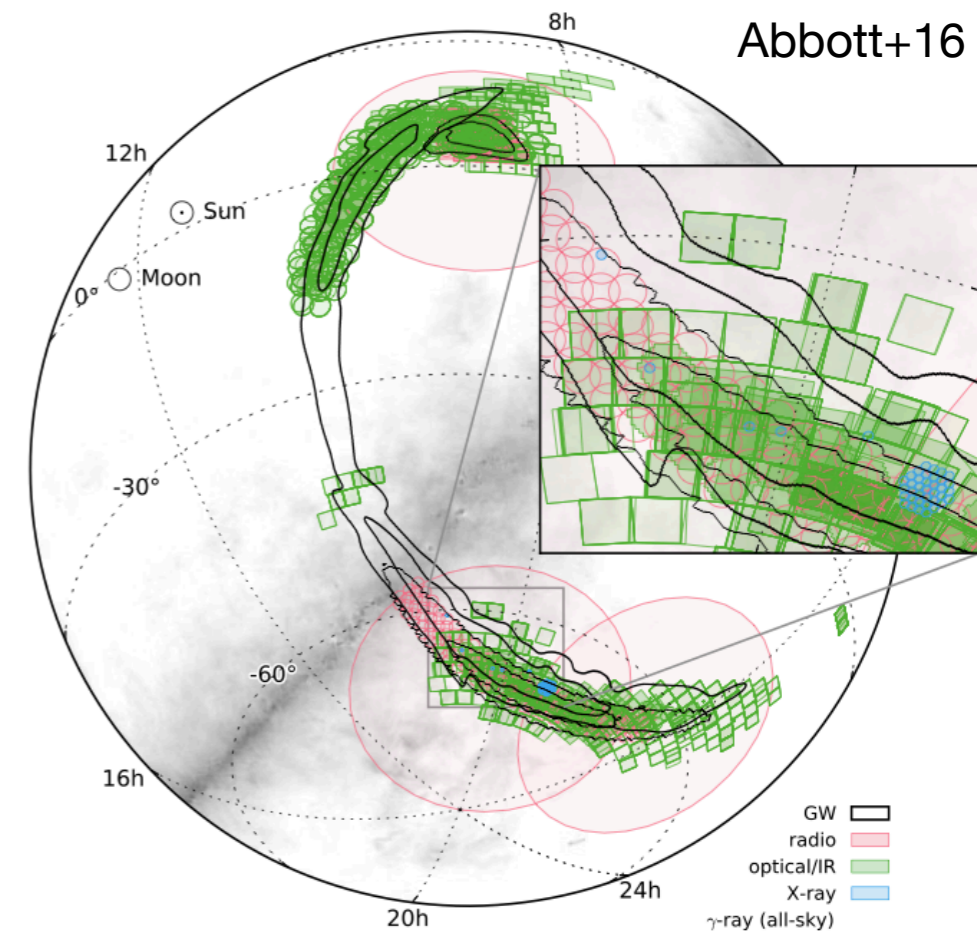 8h
Abbott+16
12h
Sun
Moon
0°
-30°
-60°
16h
20h
24h
GW
radio
optical/IR
X-ray
γ-ray (all-sky)